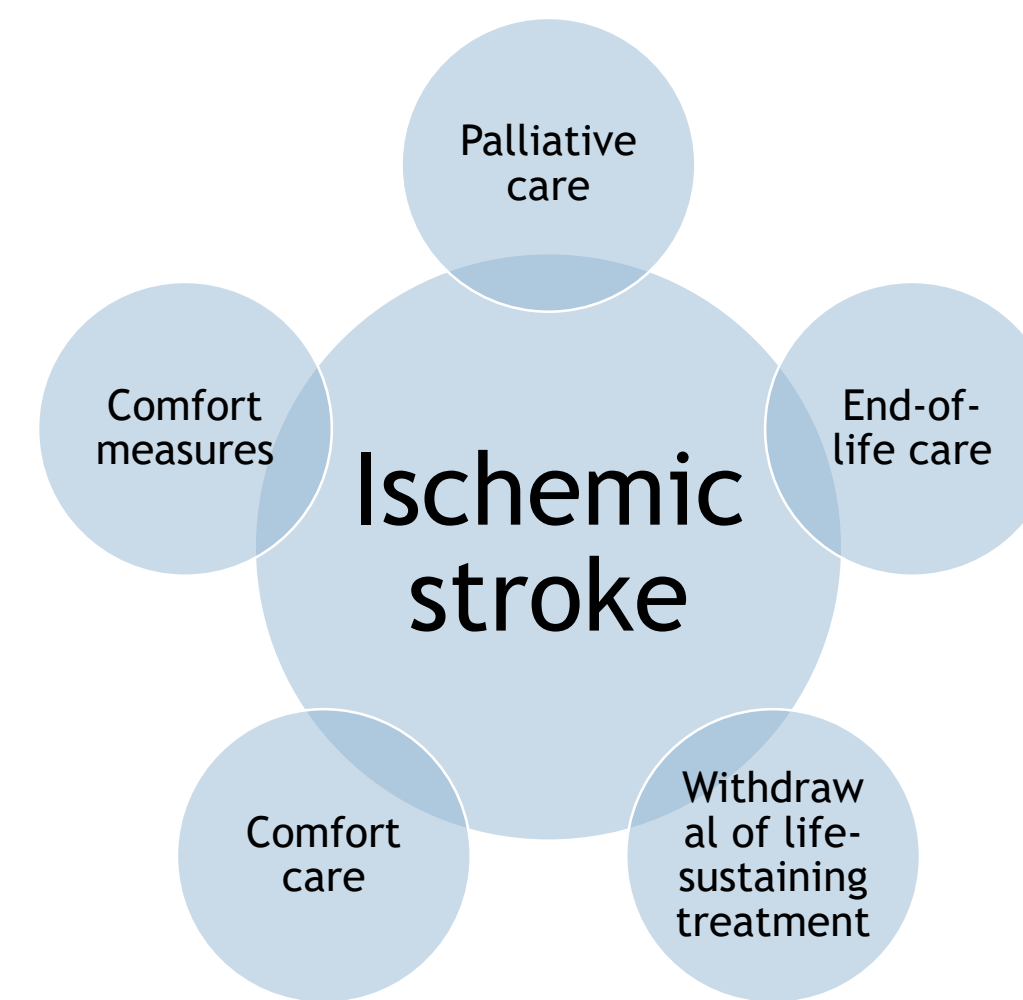 Palliative
care
Comfort
measures
End-of-
life care
Ischemic
stroke
Comfort
care
Withdraw
al of life-
sustaining
treatment